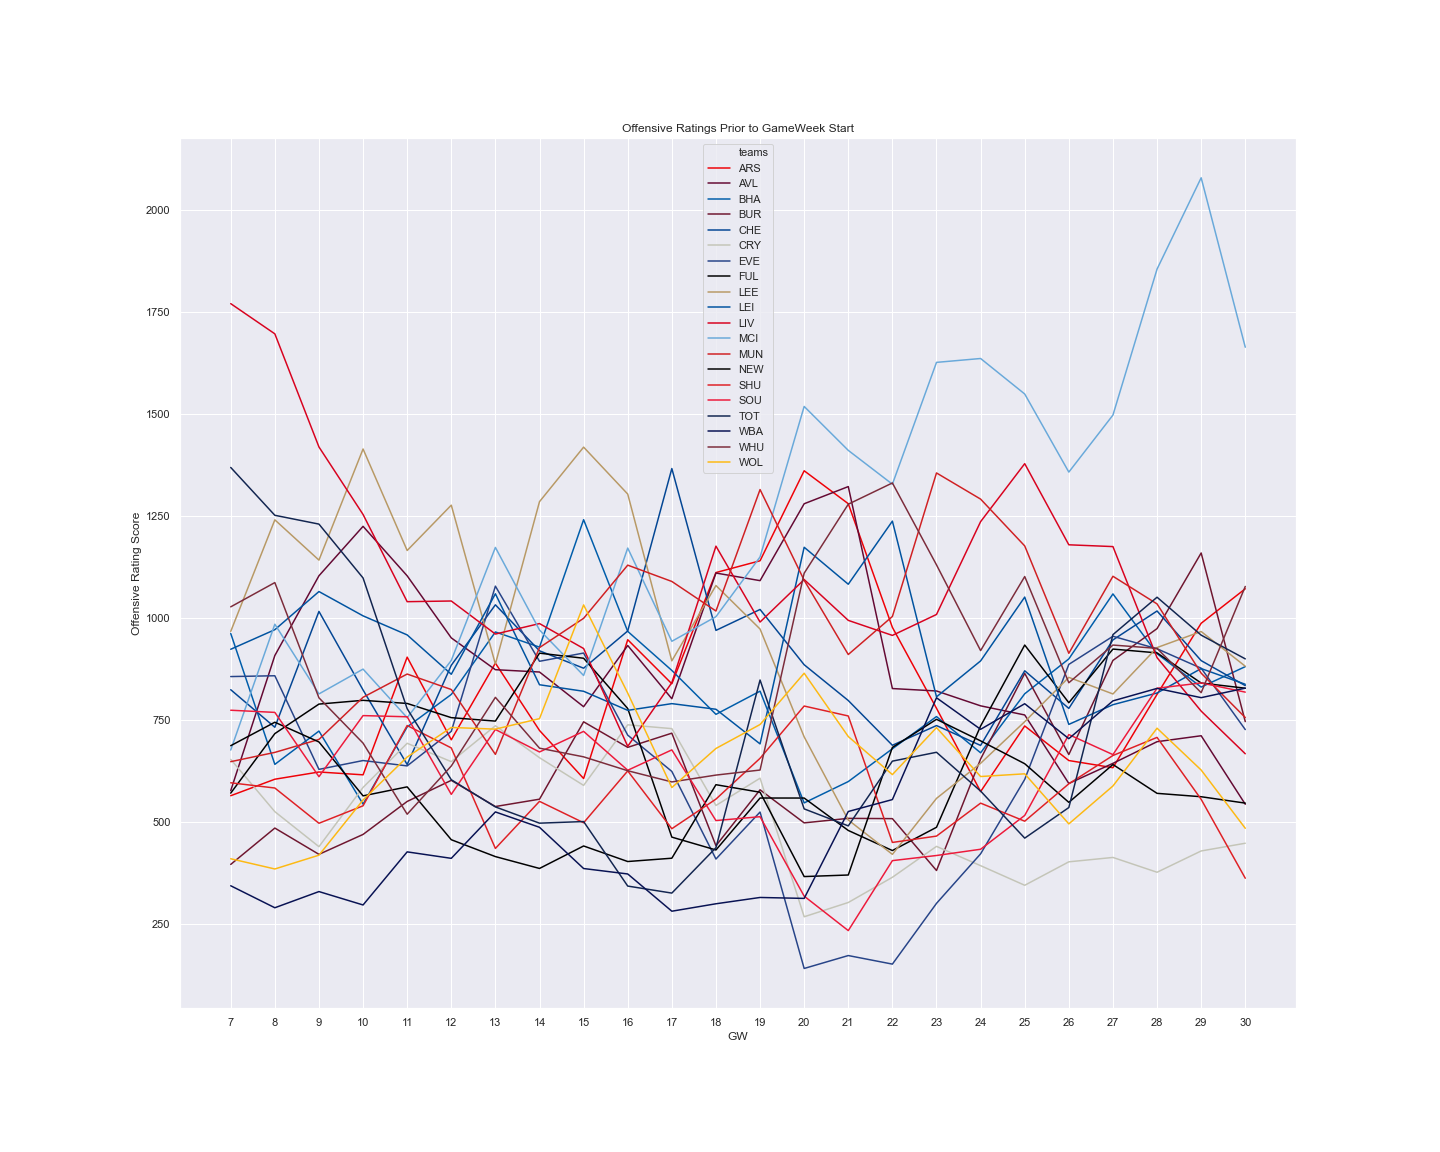 Offensive Ratings Prior to GameWeek Start
teams
ARS
AVL
BHA
BUR
CHE
CRY
EVE
FUL
LEE
LEI
LIV
MCI
MUN
NEW
SHU
SOU
TOT
WBA
WHU
WOL
Offensive Rating Score
2000
1750
1500
1250
1000
750
500
250
7 8 9 10 11 12 13 14 15 16 17 18 19 20 21 22 23 24 25 26 27 28 29 30
GW